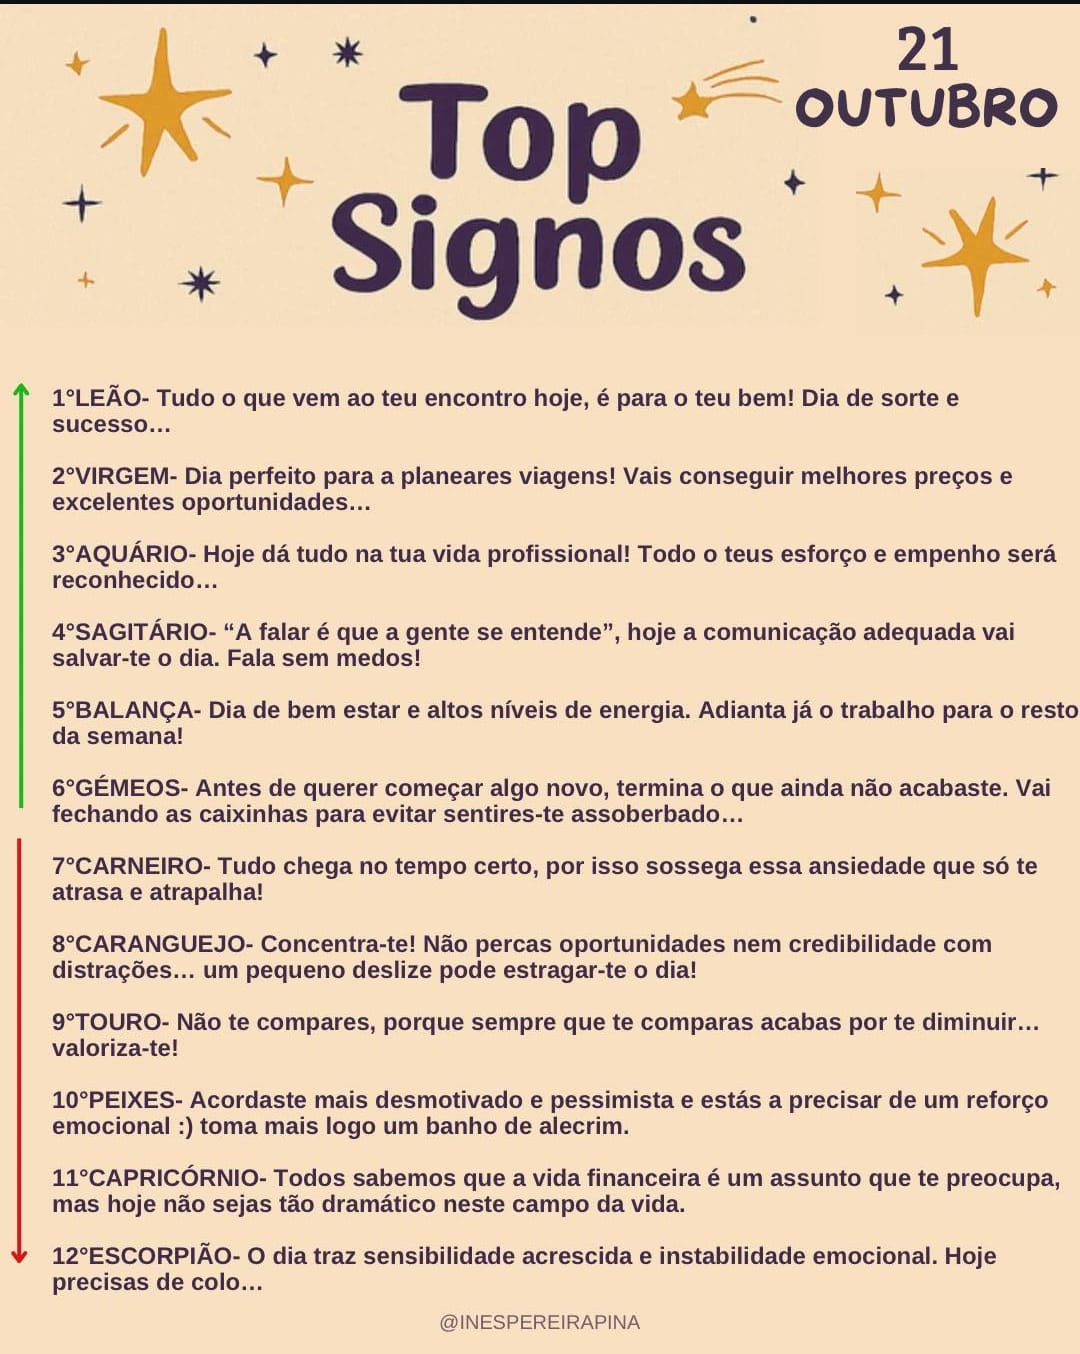 21
OUTUBRO
Top
Signos
1°LEÃO- Tudo o que vem ao teu encontro hoje, é para o teu bem! Dia de sorte e
sucesso...
2°VIRGEM- Dia perfeito para a planeares viagens! Vais conseguir melhores preços e
excelentes oportunidades...
3°AQUÁRIO- Hoje dá tudo na tua vida profissional! Todo o teus esforço e empenho será
reconhecido...
4°SAGITÁRIO- “A falar é que a gente se entende”, hoje a comunicação adequada vai
salvar-te o dia. Fala sem medos!
5°BALANÇA- Dia de bem estar e altos níveis de energia. Adianta já o trabalho para o resto
da semana!
6°GÉMEOS- Antes de querer começar algo novo, termina o que ainda não acabaste. Vai
fechando as caixinhas para evitar sentires-te assoberbado...
7°CARNEIRO- Tudo chega no tempo certo, por isso sossega essa ansiedade que só te
atrasa e atrapalha!
8°CARANGUEJO- Concentra-te! Não percas oportunidades nem credibilidade com
distrações... um pequeno deslize pode estragar-te o dia!
9°TOURO- Não te compares, porque sempre que te comparas acabas por te diminuir...
valoriza-te!
10°PEIXES- Acordaste mais desmotivado e pessimista e estás a precisar de um reforço
emocional :) toma mais logo um banho de alecrim.
11°CAPRICÓRNIO- Todos sabemos que a vida financeira é um assunto que te preocupa,
mas hoje não sejas tão dramático neste campo da vida.
12°ESCORPIÃO- O dia traz sensibilidade acrescida e instabilidade emocional. Hoje
precisas de colo...
@INESPEREIRAPINA